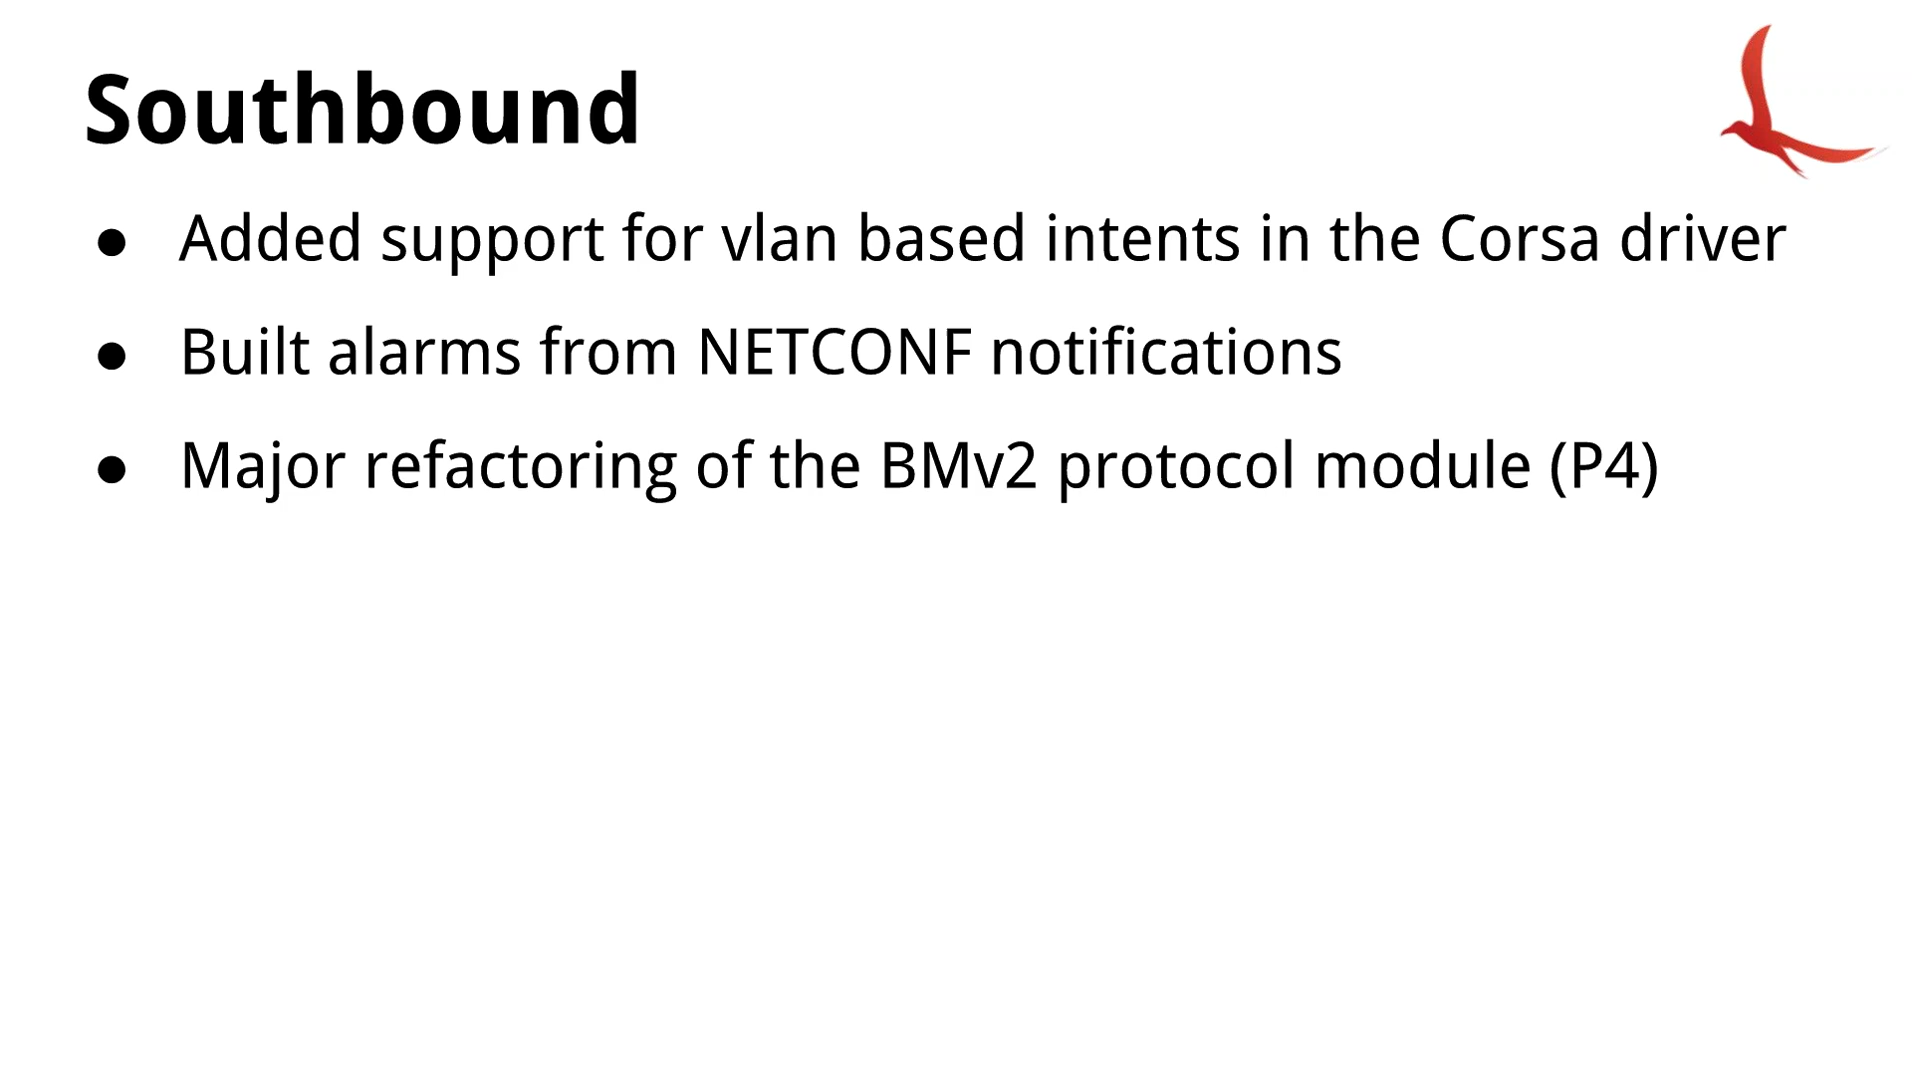 Southbound
● Added support for vlan based intents in the Corsa driver
● Built alarms from NETCONF notifications
● Major refactoring of the BMv2 protocol module (P4)